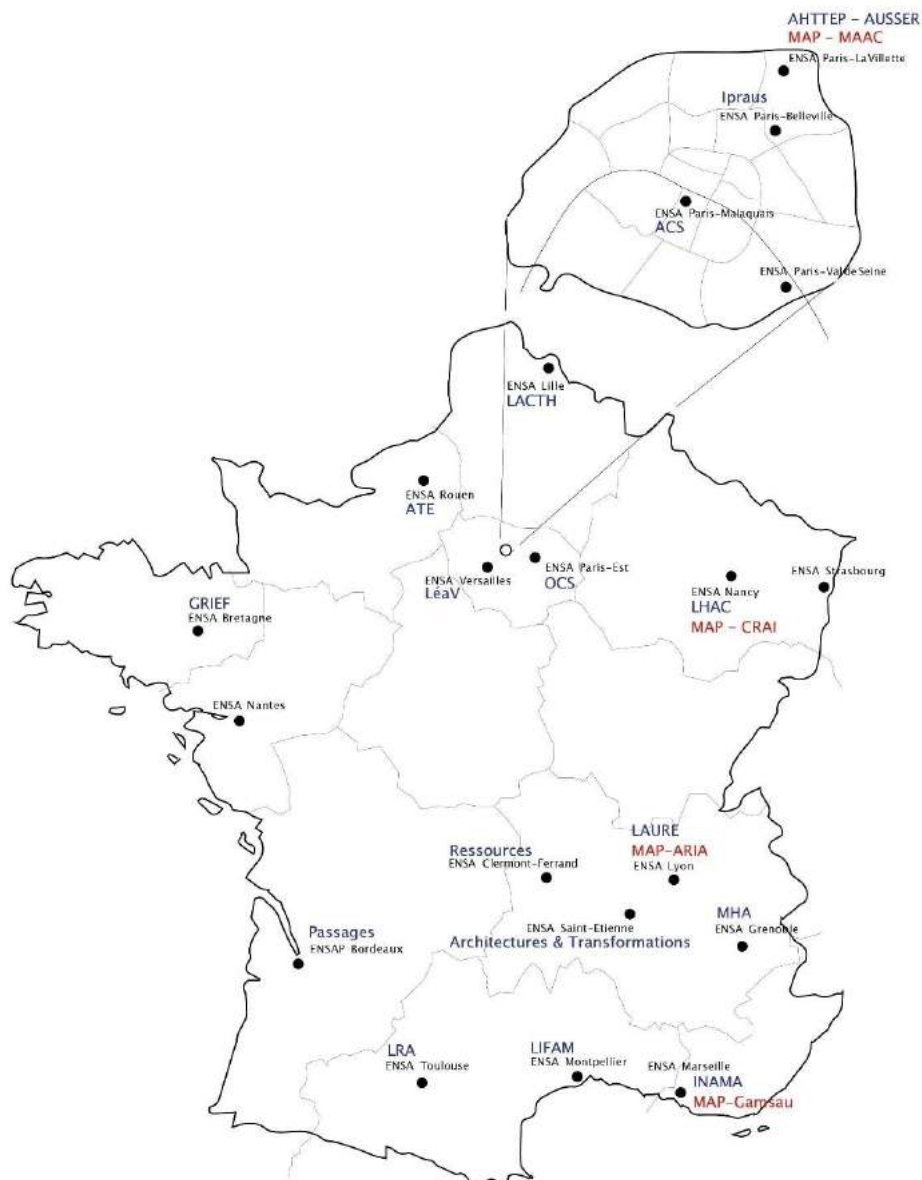 AHTTEP - AUSSER
MAP - MAAC
ENSA Paris-LaVillette
Ipraus
ENSA Paris-Belleville
ENSA Paris-Malaquais
ACS
ENSA Paris-ValdeSeine
ENSA Lille
LACTH
ENSA Rouen
ATE
ENSA Versailles
LéaV
ENSA Paris-Est
OCS
ENSA Nancy
LHAC
MAP - CRAI
ENSA Strasbourg
GRIEF
ENSA Bretagne
ENSA Nantes
Ressources
ENSA Clermont-Ferrand
LAURE
MAP-ARIA
ENSA Lyon
ENSA Saint-Etienne
Architectures & Transformations
MHA
ENSA Grenoble
Passages
ENSAP Bordeaux
LRA
ENSA Toulouse
LIFAM
ENSA Montpellier
ENSA Marseille
INAMA
MAP-Gamsau